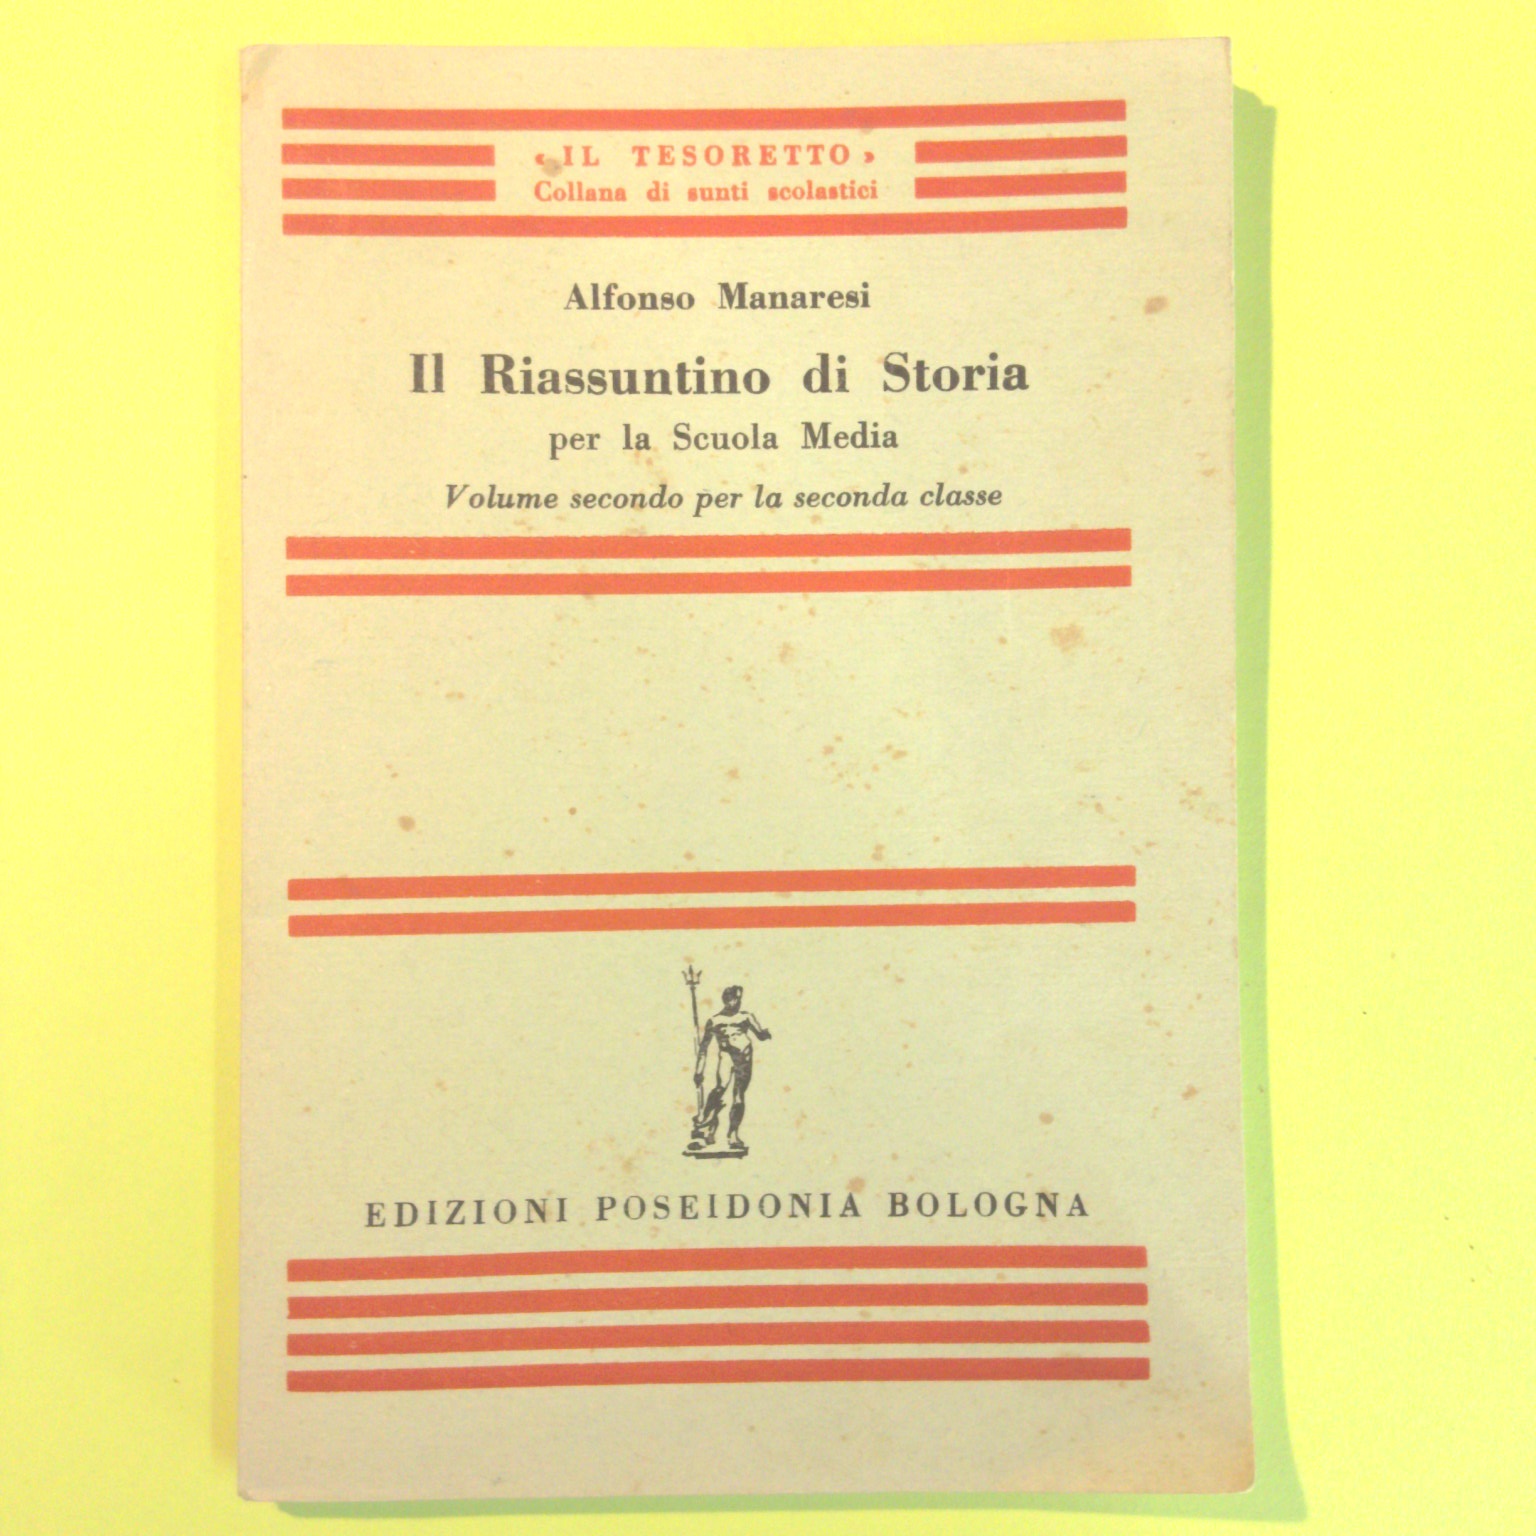 « IL TESORETTO »
Collana di sunti scolastici
Alfonso Manaresi
Il Riassuntino di Storia
per la Scuola Media
Volume secondo per la seconda classe
EDIZIONI POSEIDONIA BOLOGNA